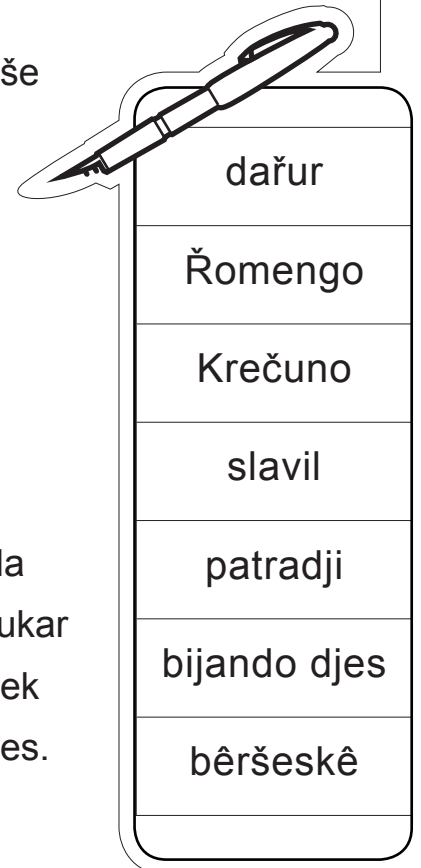 še
dařur
Řomengo
Krečuno
slavil
patradji
bijando djes
bêršeskê
la
ukar
ek
es.